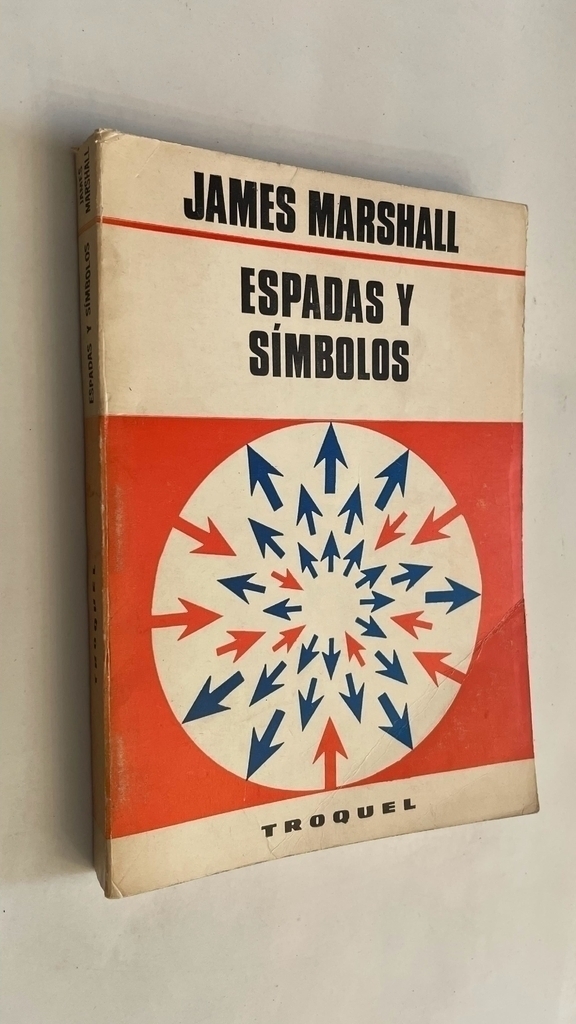 JAMES MARSHALL
ESPADAS Y
SÍMBOLOS
TROQUEL
JAMES
MARSHALL
ESPADAS Y SÍMBOLOS
TROQUEL